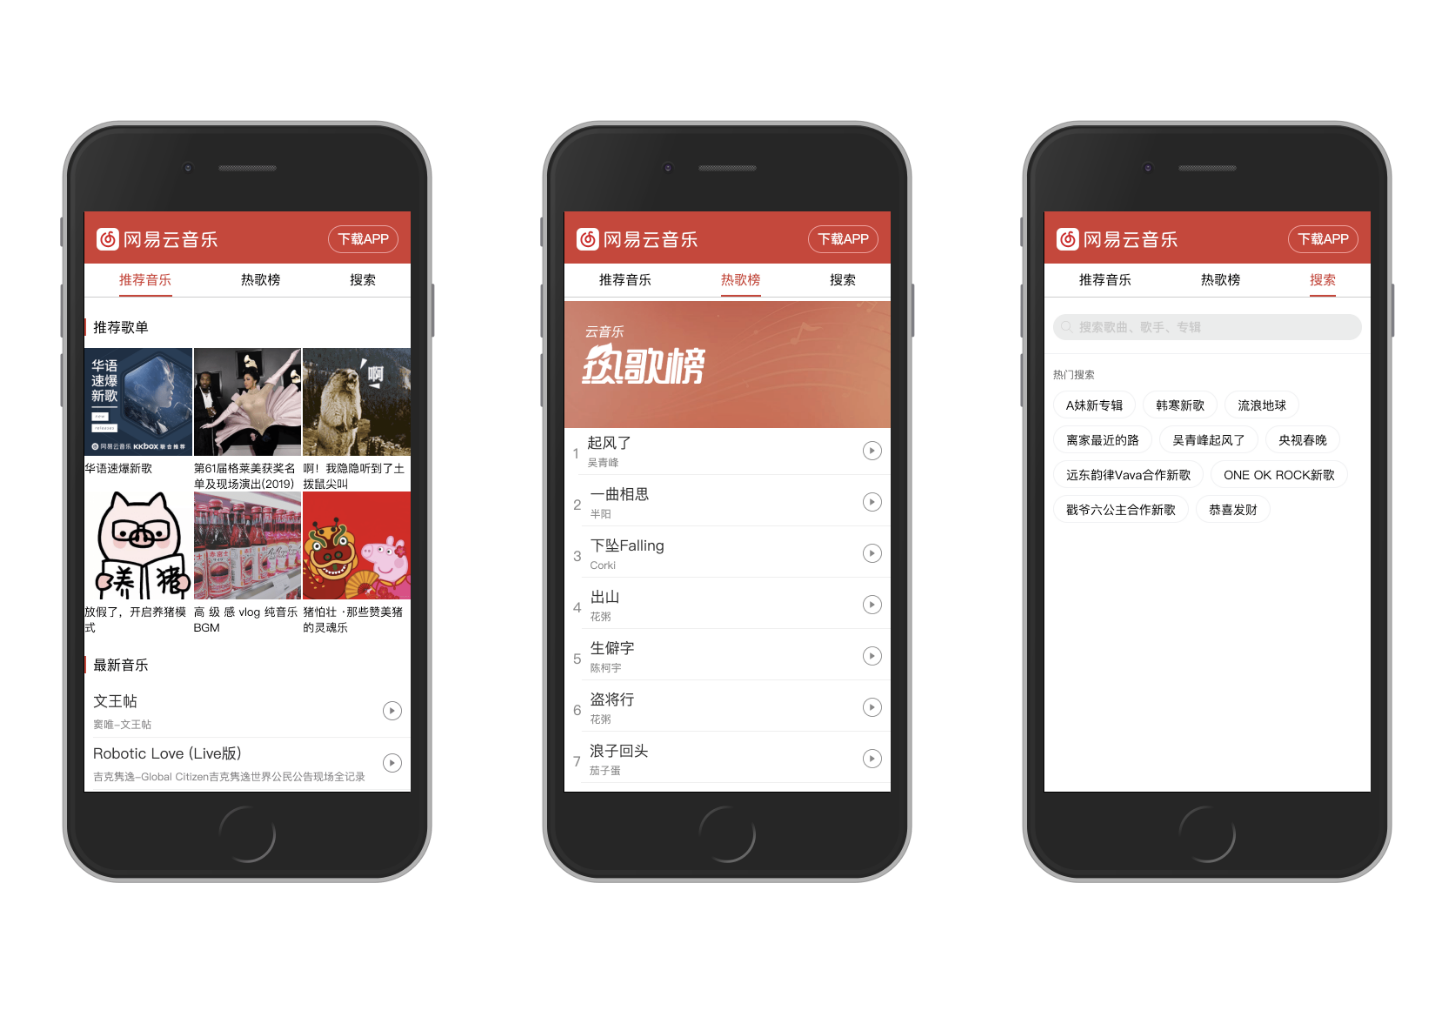 网易云音乐
下载APP
推荐音乐
热歌榜
搜索
推荐歌单
华语
速爆
新歌
网易云音乐 KKBOX 联合推荐
啊
华语速爆新歌
第61届格莱美获奖名
单及现场演出(2019)
啊！我隐隐听到了土
拨鼠尖叫
养 猪
放假了，开启养猪模
式
高 级 感 vlog 纯音乐
BGM
猪怕壮 ·那些赞美猪
的灵魂乐
最新音乐
文王帖
窦唯-文王帖
Robotic Love (Live版)
吉克隽逸-Global Citizen吉克隽逸世界公民公告现场全记录
网易云音乐
下载APP
推荐音乐
热歌榜
搜索
云音乐
热歌榜
1
起风了
吴青峰
2
一曲相思
半阳
3
下坠Falling
Corki
4
出山
花粥
5
生僻字
陈柯宇
6
盗将行
花粥
7
浪子回头
茄子蛋
网易云音乐
下载APP
推荐音乐
热歌榜
搜索
搜索歌曲、歌手、专辑
热门搜索
A妹新专辑
韩寒新歌
流浪地球
离家最近的路
吴青峰起风了
央视春晚
远东韵律Vava合作新歌
ONE OK ROCK新歌
戳爷六公主合作新歌
恭喜发财